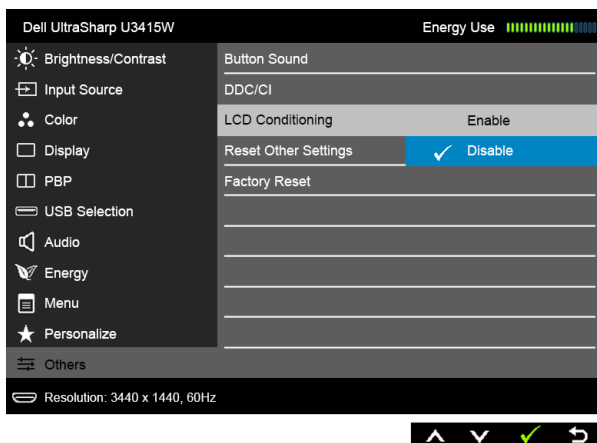 Dell UltraSharp U3415W Energy Use
Brightness/Contrast Button Sound
Input Source DDC/CI
Color LCD Conditioning Enable
Display Reset Other Settings Disable
PBP Factory Reset
USB Selection
Audio
Energy
Menu
Personalize
Others
Resolution: 3440 x 1440, 60Hz